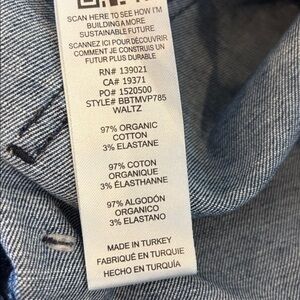 SCAN HERE TO SEE HOW I'M
BUILDING A MORE
SUSTAINABLE FUTURE
SCANNEZ ICI POUR DÉCOUVRIR
COMMENT JE CONSTRUIS UN
FUTUR PLUS DURABLE
RN# 139021
CA# 19371
PO# 1520500
STYLE# BBTMVP785
WALTZ
97% ORGANIC
COTTON
3% ELASTANE
97% COTON
ORGANIQUE
3% ÉLASTHANNE
97% ALGODÓN
ORGANICO
3% ELASTANO
MADE IN TURKEY
FABRIQUÉ EN TURQUIE
HECHO EN TURQUÍA